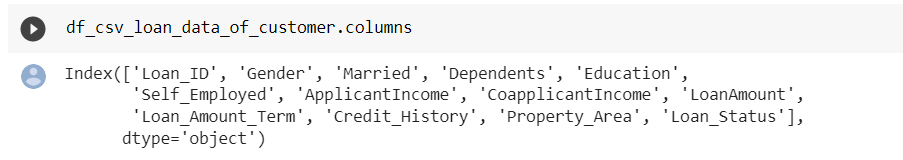 df_csv_loan_data_of_customer.columns
Index(['Loan_ID', 'Gender', 'Married', 'Dependents', 'Education',
'Self_Employed', 'ApplicantIncome', 'CoapplicantIncome', 'LoanAmount',
'Loan_Amount_Term', 'Credit_History', 'Property_Area', 'Loan_Status'],
dtype='object')